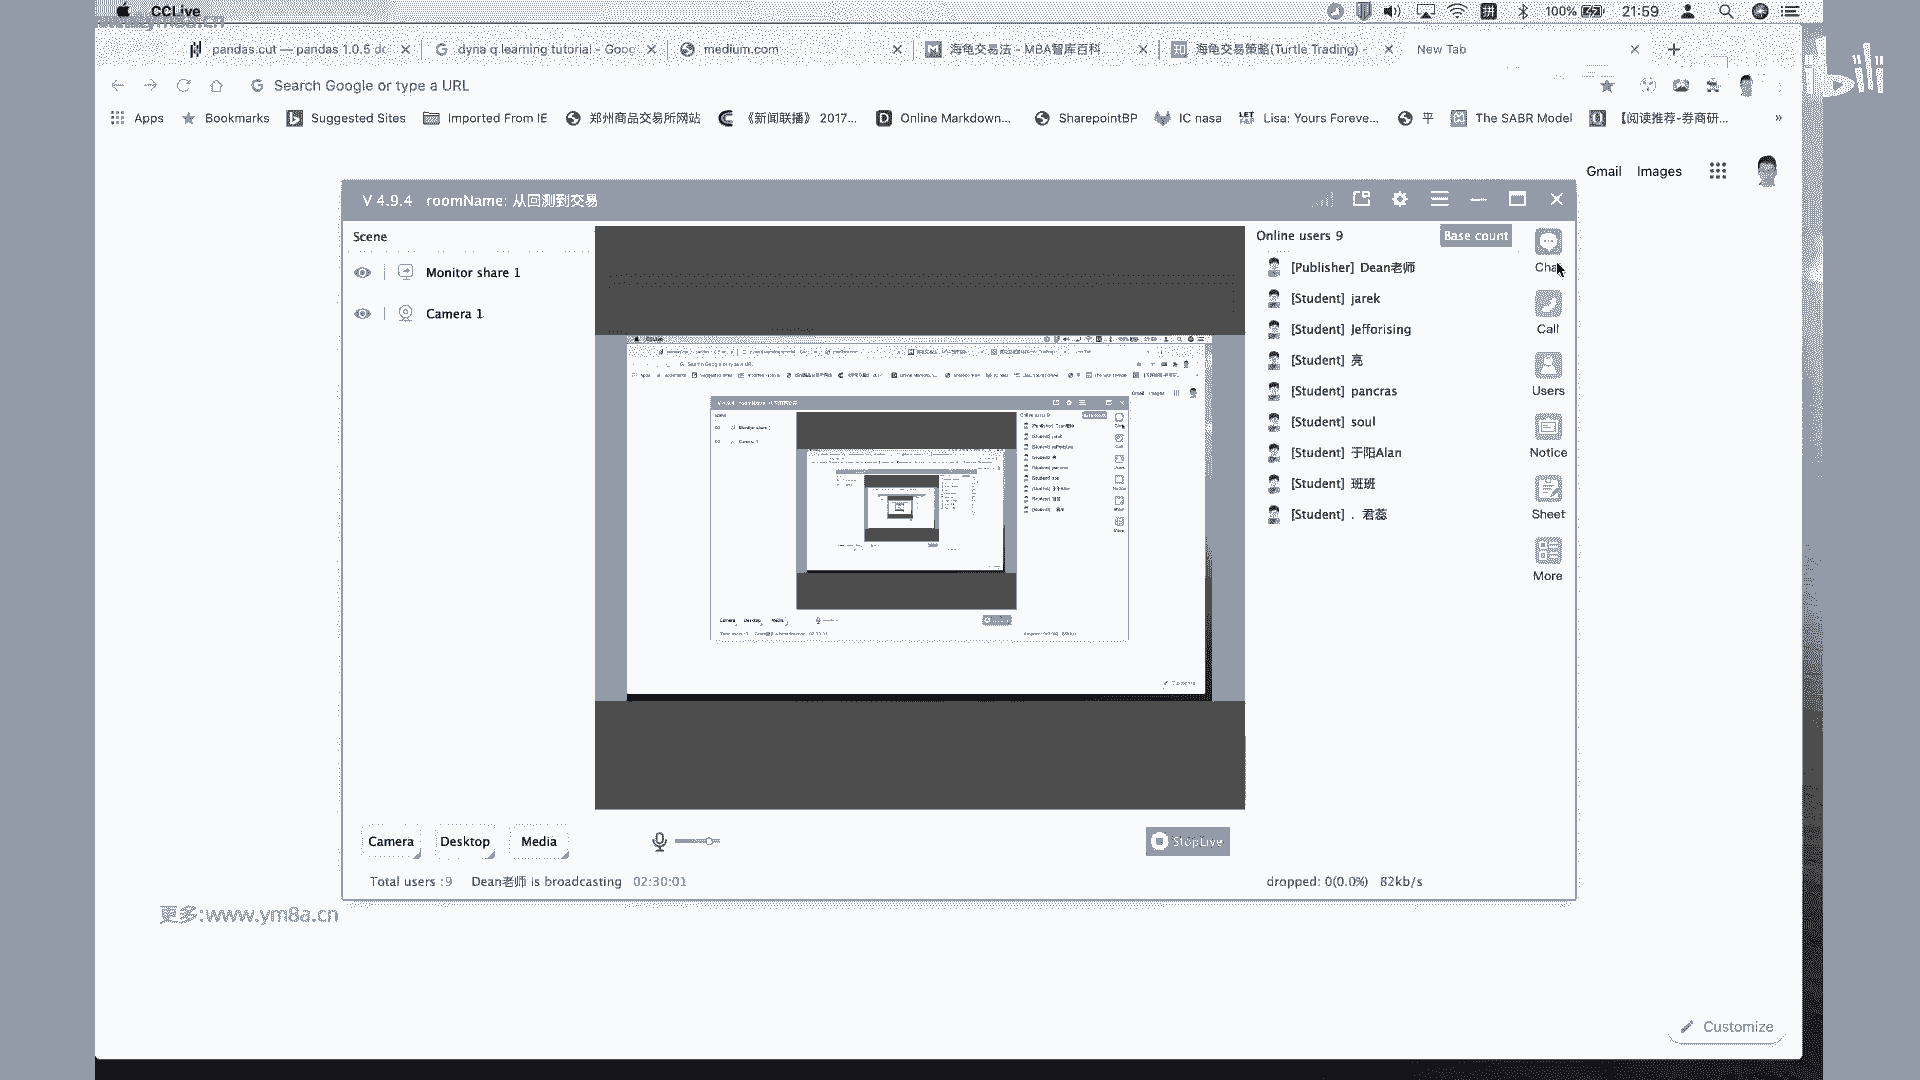 CCLive
100%
21:59
pandas.cut — pandas 1.0.5 dc
dyna q learning tutorial - Goog
medium.com
海龟交易法 - MBA智库百科
海龟交易策略(Turtle Trading) -
New Tab
Search Google or type a URL
Apps
Bookmarks
Suggested Sites
Imported From IE
郑州商品交易所网站
《新闻联播》 2017...
Online Markdown...
SharepointBP
IC nasa
Lisa: Yours Foreve...
平
The SABR Model
【阅读推荐-券商研...
»
Gmail
Images
V 4.9.4 roomName: 从回测到交易
Scene
Monitor share 1
Camera 1
Online users 9
Base count
[Publisher] Dean老师
[Student] jarek
[Student] Jefforising
[Student] 亮
[Student] pancras
[Student] soul
[Student] 于阳Alan
[Student] 班班
[Student] . 君蕊
Chat
Call
Users
Notice
Sheet
More
Camera
Desktop
Media
StopLive
Total users :9
Dean老师 is broadcasting
02:30:01
dropped: 0(0.0%)
82kb/s
更多:www.ym8a.cn
Customize
bili